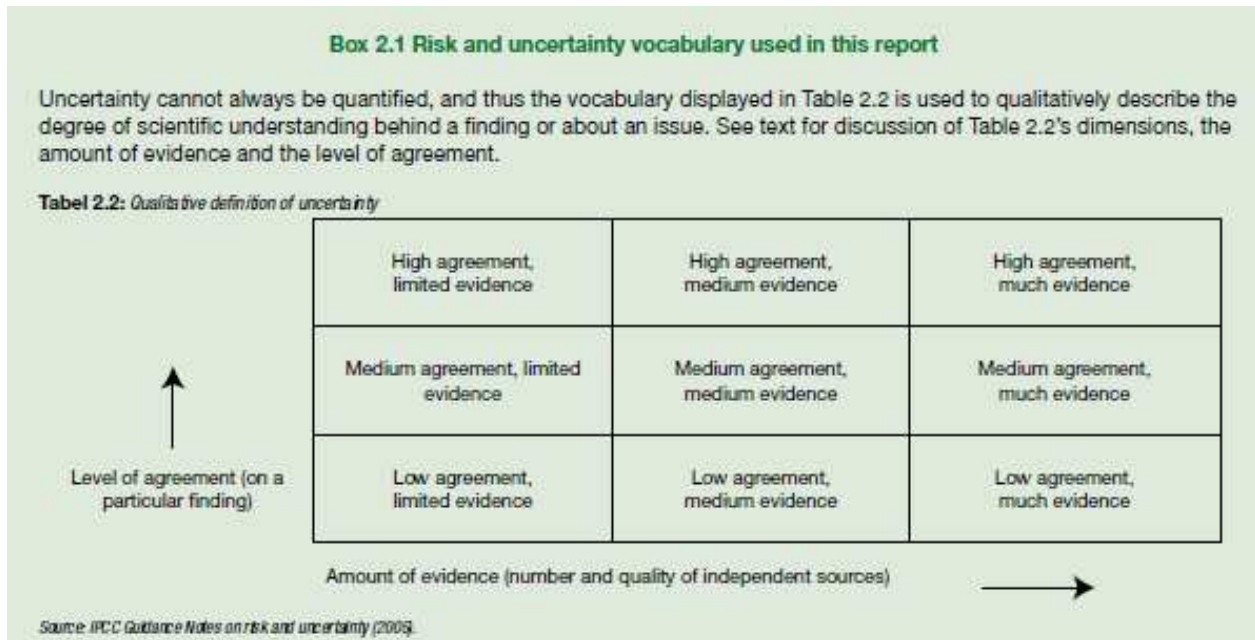 Box 2.1 Risk and uncertainty vocabulary used in this report
Uncertainty cannot always be quantified, and thus the vocabulary displayed in Table 2.2 is used to qualitatively describe the
degree of scientific understanding behind a finding or about an issue. See text for discussion of Table 2.2's dimensions, the
amount of evidence and the level of agreement.
Tabel 2.2: Qualitative definition of uncertainty
High agreement,
limited evidence
High agreement,
medium evidence
High agreement,
much evidence
Medium agreement, limited
evidence
Medium agreement,
medium evidence
Medium agreement,
much evidence
Level of agreement (on a
particular finding)
Low agreement,
limited evidence
Low agreement,
medium evidence
Low agreement,
much evidence
Amount of evidence (number and quality of independent sources)
Source: IPCC Guidance Notes on risk and uncertainty (2005).